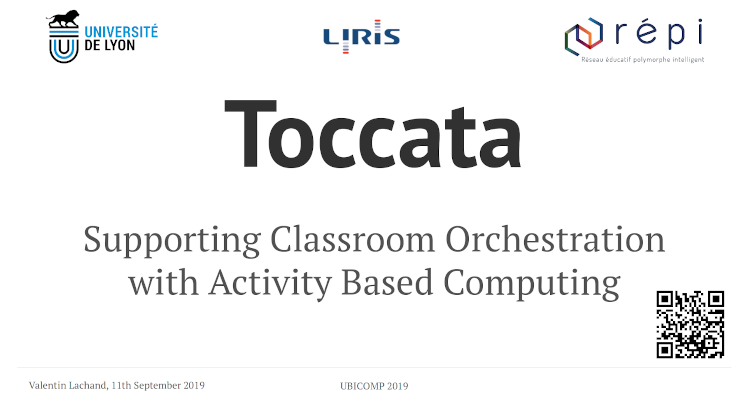 UNIVERSITÉ
DE LYON
LIRIS
répi
Réseau éducatif polymorphe intelligent
Toccata
Supporting Classroom Orchestration
with Activity Based Computing
Valentin Lachand, 11th September 2019
UBICOMP 2019